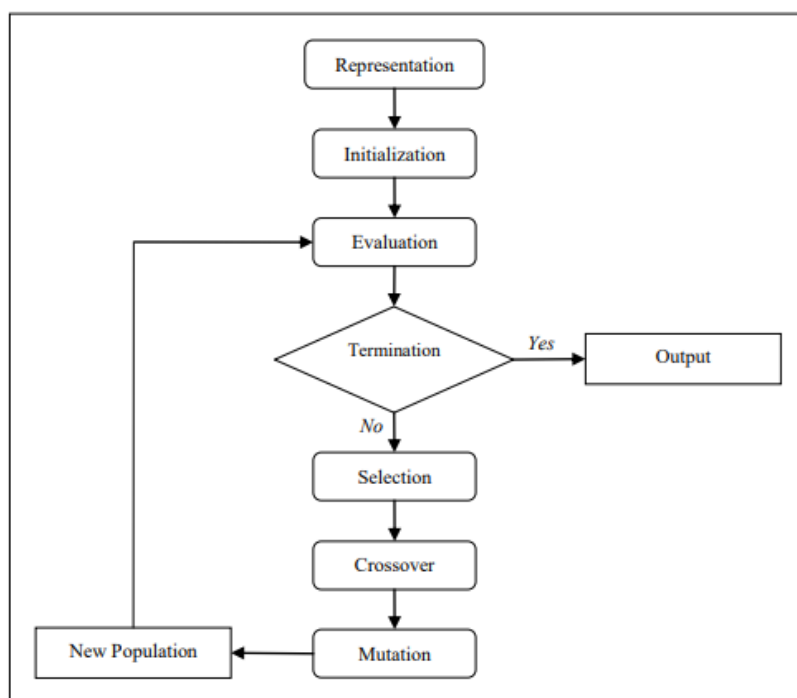 Representation
Initialization
Evaluation
Termination
Yes
Output
No
Selection
Crossover
New Population
Mutation